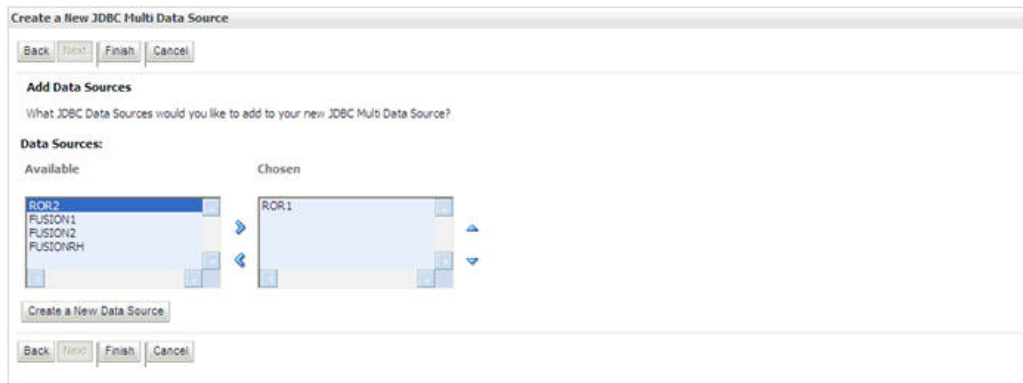 Create a New JDBC Multi Data Source
Back Next Finish Cancel
Add Data Sources
What JDBC Data Sources would you like to add to your new JDBC Multi Data Source?
Data Sources:
Available Chosen
ROR2 ROR1
FUSION1
FUSION2
FUSIONRH
Create a New Data Source
Back Next Finish Cancel